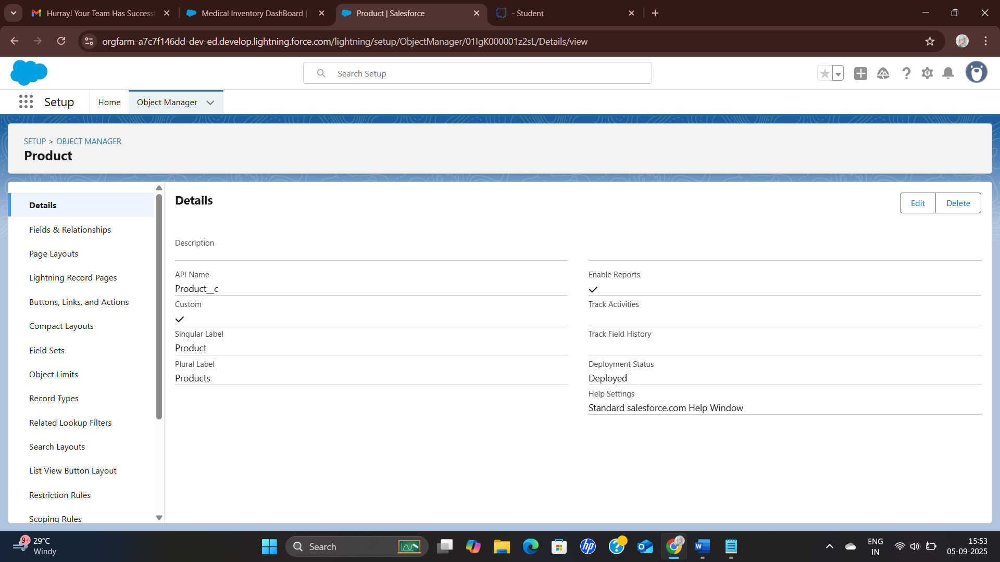 Hurray! Your Team Has Success
Medical Inventory DashBoard |
Product | Salesforce
- Student
orgfarm-a7c7f146dd-dev-ed.develop.lightning.force.com/lightning/setup/ObjectManager/01IgK000001z2sL/Details/view
Search Setup
Setup
Home
Object Manager
SETUP > OBJECT MANAGER
Product
Details
Fields & Relationships
Page Layouts
Lightning Record Pages
Buttons, Links, and Actions
Compact Layouts
Field Sets
Object Limits
Record Types
Related Lookup Filters
Search Layouts
List View Button Layout
Restriction Rules
Scoping Rules
Details
Edit
Delete
Description
API Name
Product__c
Custom
Singular Label
Product
Plural Label
Products
Enable Reports
Track Activities
Track Field History
Deployment Status
Deployed
Help Settings
Standard salesforce.com Help Window
9+
29°C
Windy
Search
ENG
IN
15:53
05-09-2025